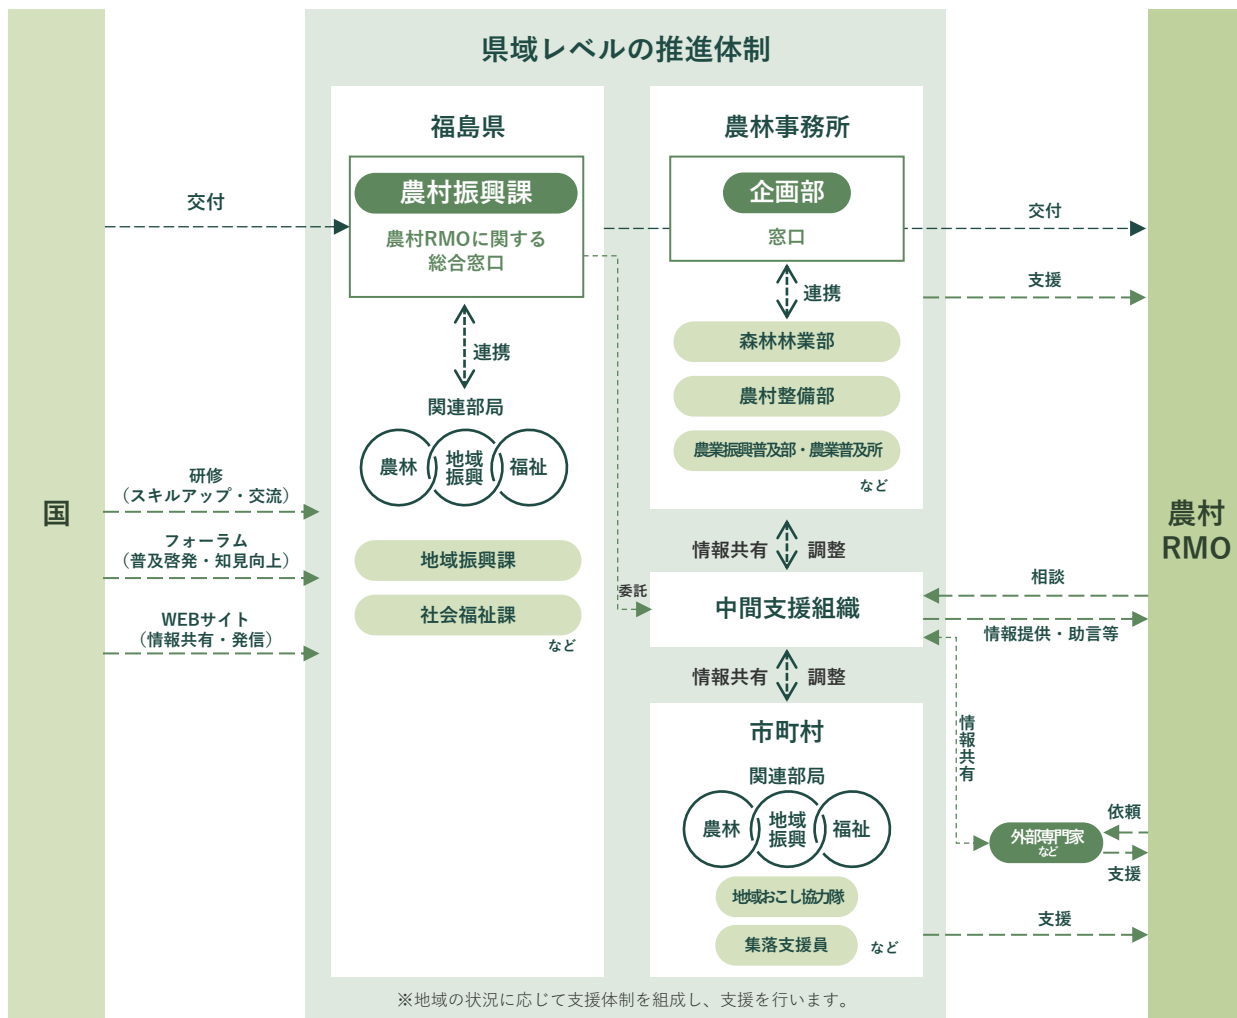 県域レベルの推進体制
国
交付
研修
（スキルアップ・交流）
フォーラム
（普及啓発・知見向上）
WEBサイト
（情報共有・発信）
福島県
農村振興課
農村RMOに関する
総合窓口
連携
関連部局
農林
地域
振興
福祉
地域振興課
社会福祉課
など
委託
農林事務所
企画部
窓口
連携
森林林業部
農村整備部
農業振興普及部・農業普及所
など
情報共有
調整
中間支援組織
情報共有
調整
市町村
関連部局
農林
地域
振興
福祉
地域おこし協力隊
集落支援員
など
交付
支援
相談
情報提供・助言等
情報共有
外部専門家
など
依頼
支援
支援
農村
RMO
※地域の状況に応じて支援体制を組成し、支援を行います。